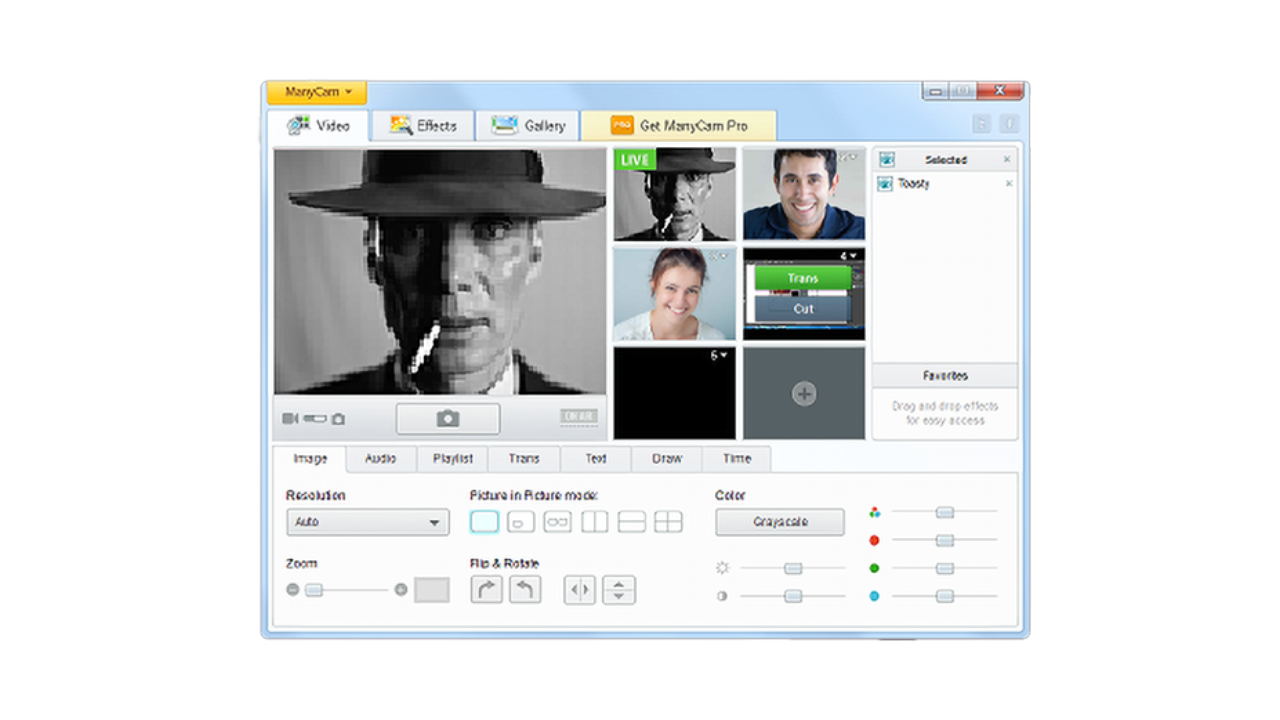 ManyCam
Video
Effects
Gallery
PRO
Get ManyCam Pro
LIVE
Selected
Toasty
4
Trans
Cut
Favorites
Drag and drop effects
for easy access
ON AIR
Image
Audio
Playlist
Trans
Text
Draw
Time
Resolution
Auto
Picture in Picture mode:
Color
Grayscale
Zoom
Flip & Rotate